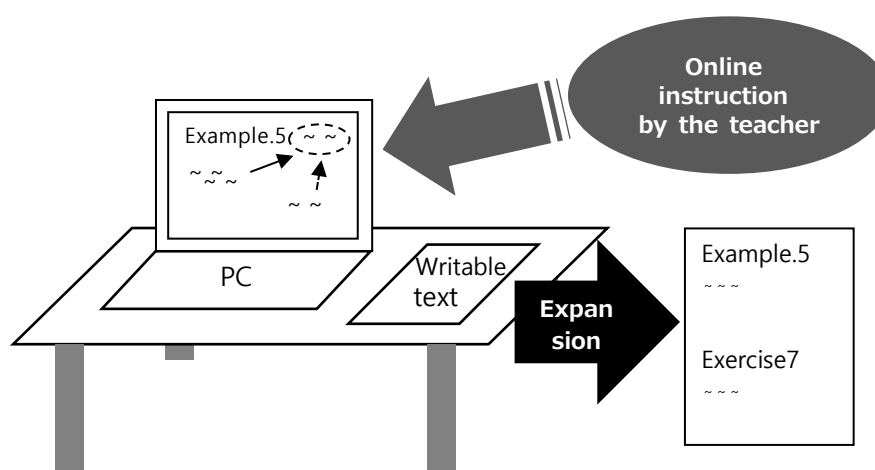 Online
instruction
by the teacher
Example.5 ~ ~
~ ~
~ ~
~ ~
PC
Writable
text
Expan
sion
Example.5
~ ~ ~
Exercise7
~ ~ ~